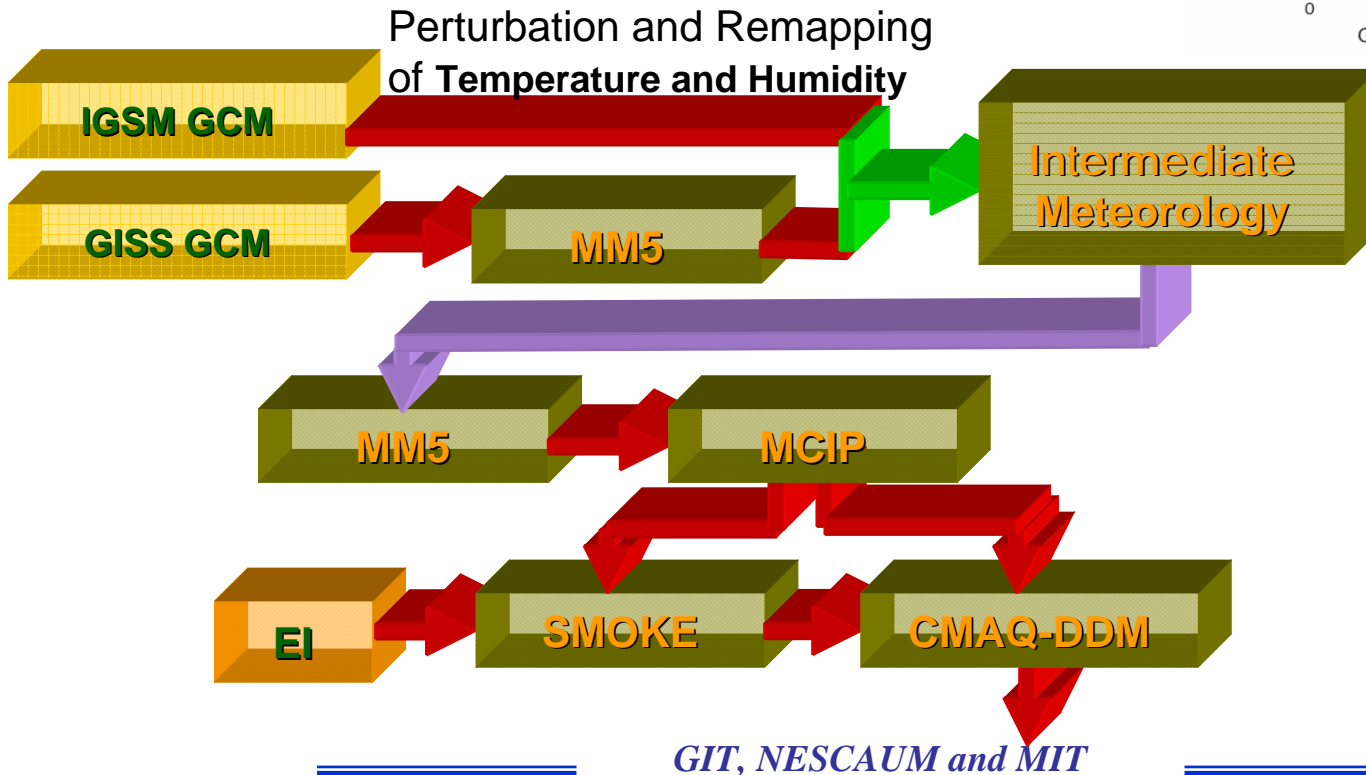 0
G
Perturbation and Remapping
of Temperature and Humidity
IGSM GCM
GISS GCM
MM5
Intermediate
Meteorology
MM5
MCIP
EI
SMOKE
CMAQ-DDM
GIT, NESCAUM and MIT